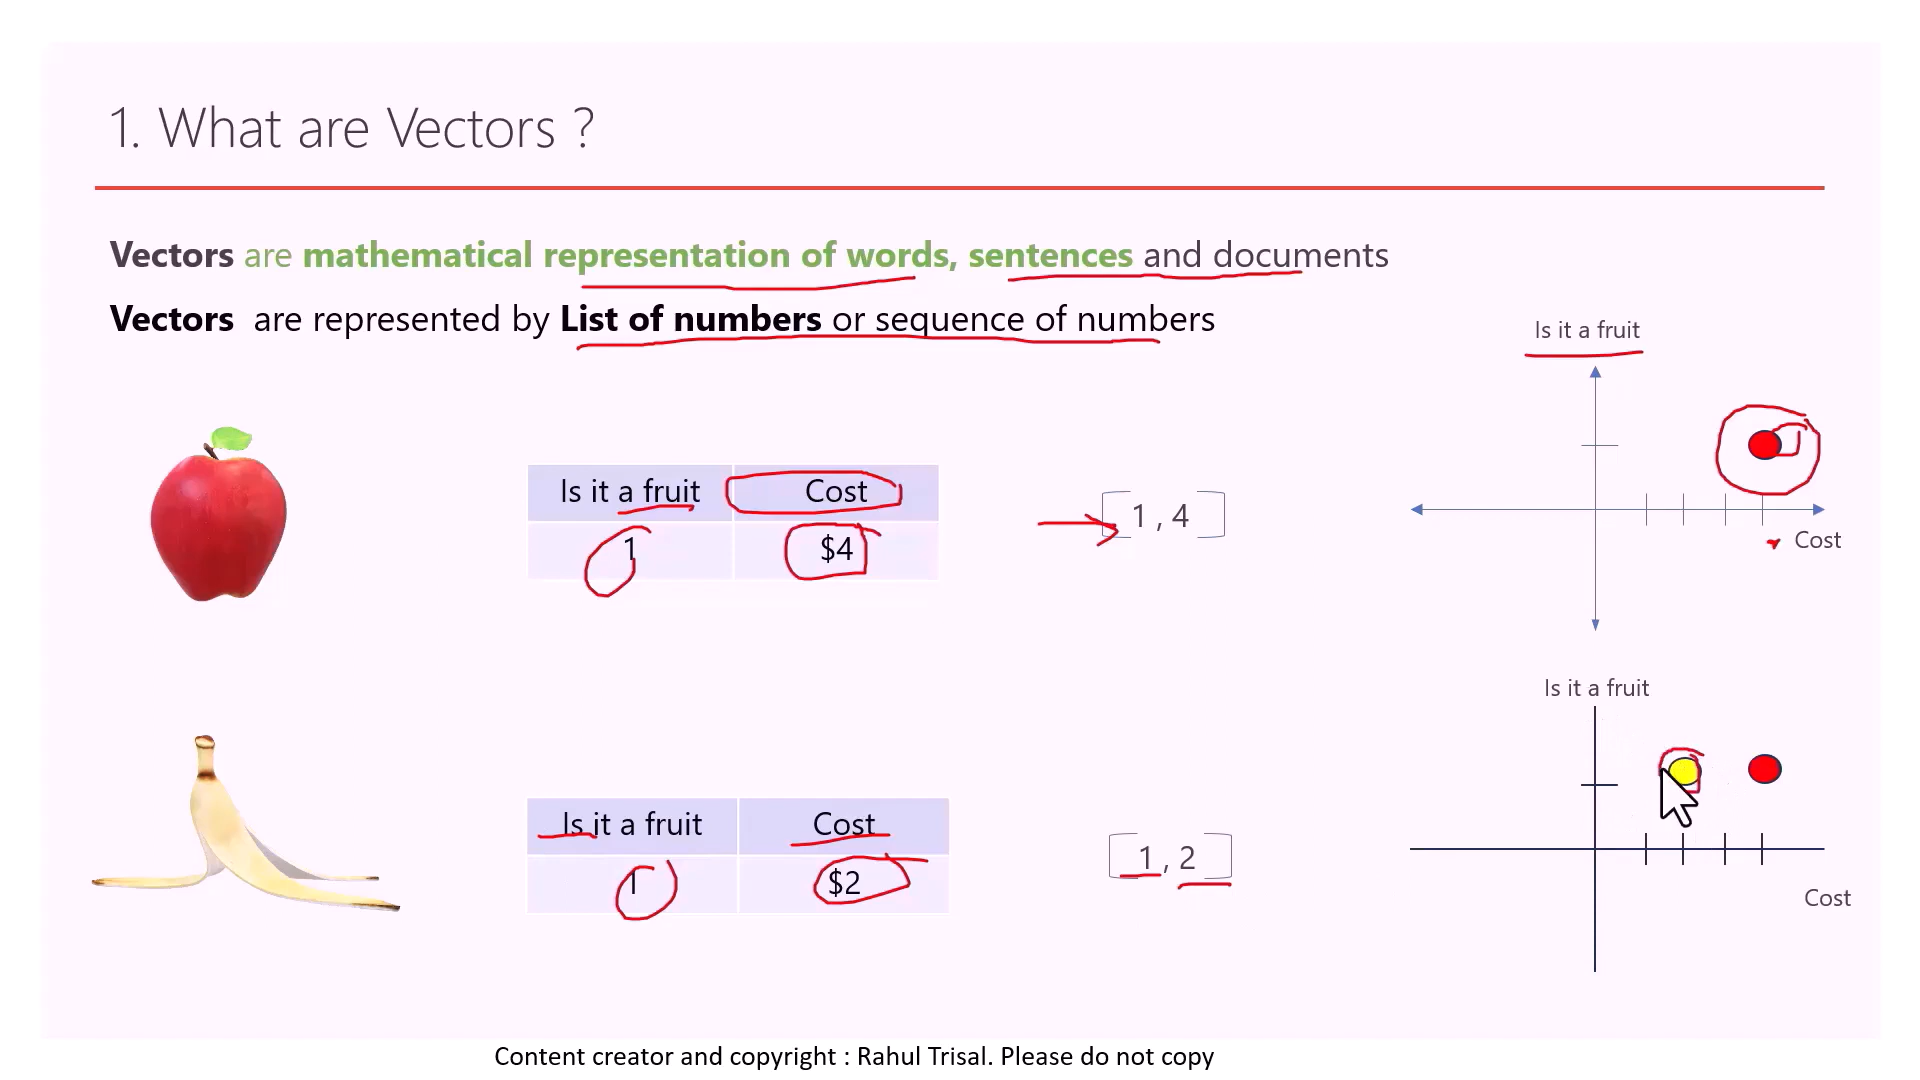 1. What are Vectors ?
Vectors are mathematical representation of words, sentences and documents
Vectors are represented by List of numbers or sequence of numbers
Is it a fruit
Is it a fruit Cost
1 $4
1 , 4
Cost
Is it a fruit
Is it a fruit Cost
1 $2
1 , 2
Cost
Content creator and copyright : Rahul Trisal. Please do not copy